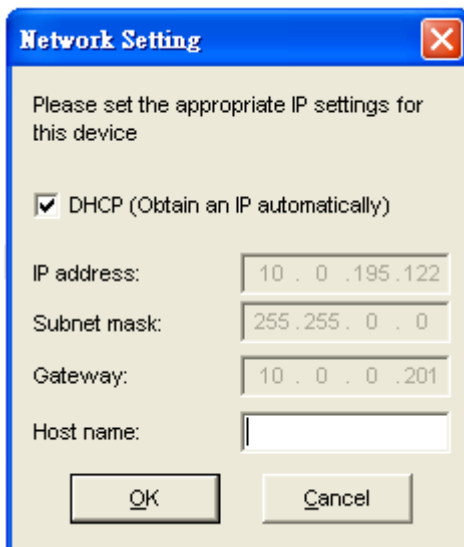 Network Setting
Please set the appropriate IP settings for
this device
DHCP (Obtain an IP automatically)
IP address: 10 . 0 .195.122
Subnet mask: 255.255. 0 . 0
Gateway: 10 . 0 . 0 .201
Host name:
OK Cancel